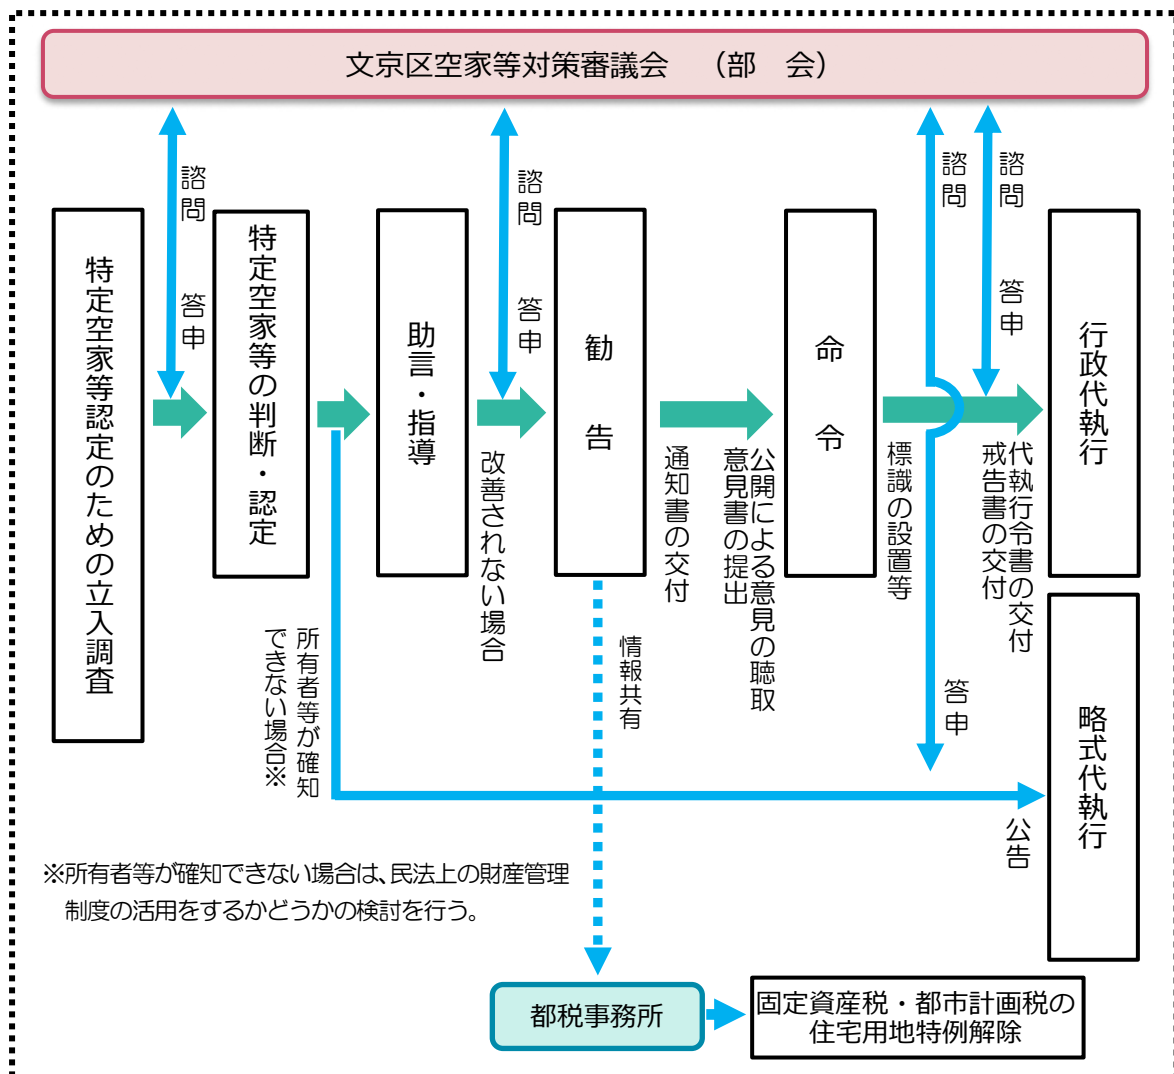 文京区空家等対策審議会 （部 会）
諮問
答申
諮問
答申
諮問
諮問
答申
特定空家等認定のための立入調査
特定空家等の判断・認定
助言・指導
勧告
命令
行政代執行
改善されない場合
通知書の交付
公開による意見の聴取
意見書の提出
標識の設置等
代執行令書の交付
戒告書の交付
所有者等が確知
できない場合※
情報共有
答申
略式代執行
公告
※所有者等が確知できない場合は、民法上の財産管理
制度の活用をするかどうかの検討を行う。
都税事務所
固定資産税・都市計画税の
住宅用地特例解除